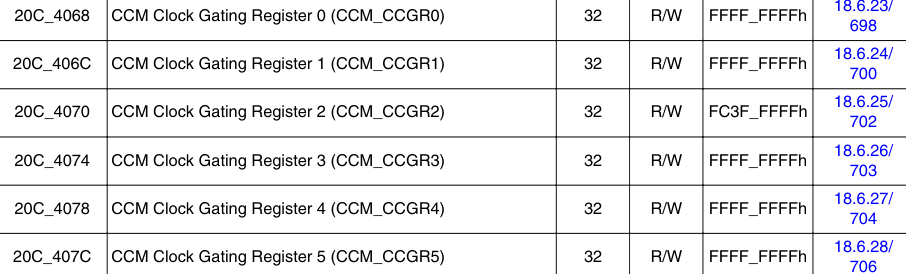 20C_4068 CCM Clock Gating Register 0 (CCM_CCGR0) 32 R/W FFFF_FFFFh 18.6.23/
698
20C_406C CCM Clock Gating Register 1 (CCM_CCGR1) 32 R/W FFFF_FFFFh 18.6.24/
700
20C_4070 CCM Clock Gating Register 2 (CCM_CCGR2) 32 R/W FC3F_FFFFh 18.6.25/
702
20C_4074 CCM Clock Gating Register 3 (CCM_CCGR3) 32 R/W FFFF_FFFFh 18.6.26/
703
20C_4078 CCM Clock Gating Register 4 (CCM_CCGR4) 32 R/W FFFF_FFFFh 18.6.27/
704
20C_407C CCM Clock Gating Register 5 (CCM_CCGR5) 32 R/W FFFF_FFFFh 18.6.28/
706